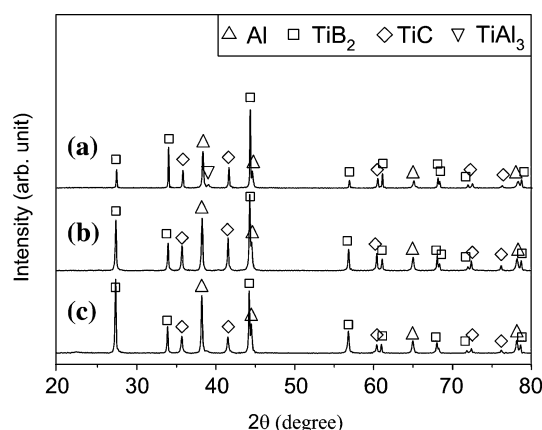 Al TiB₂ TiC TiAl₃
Intensity (arb. unit)
(a)
(b)
(c)
20 30 40 50 60 70 80
2θ (degree)